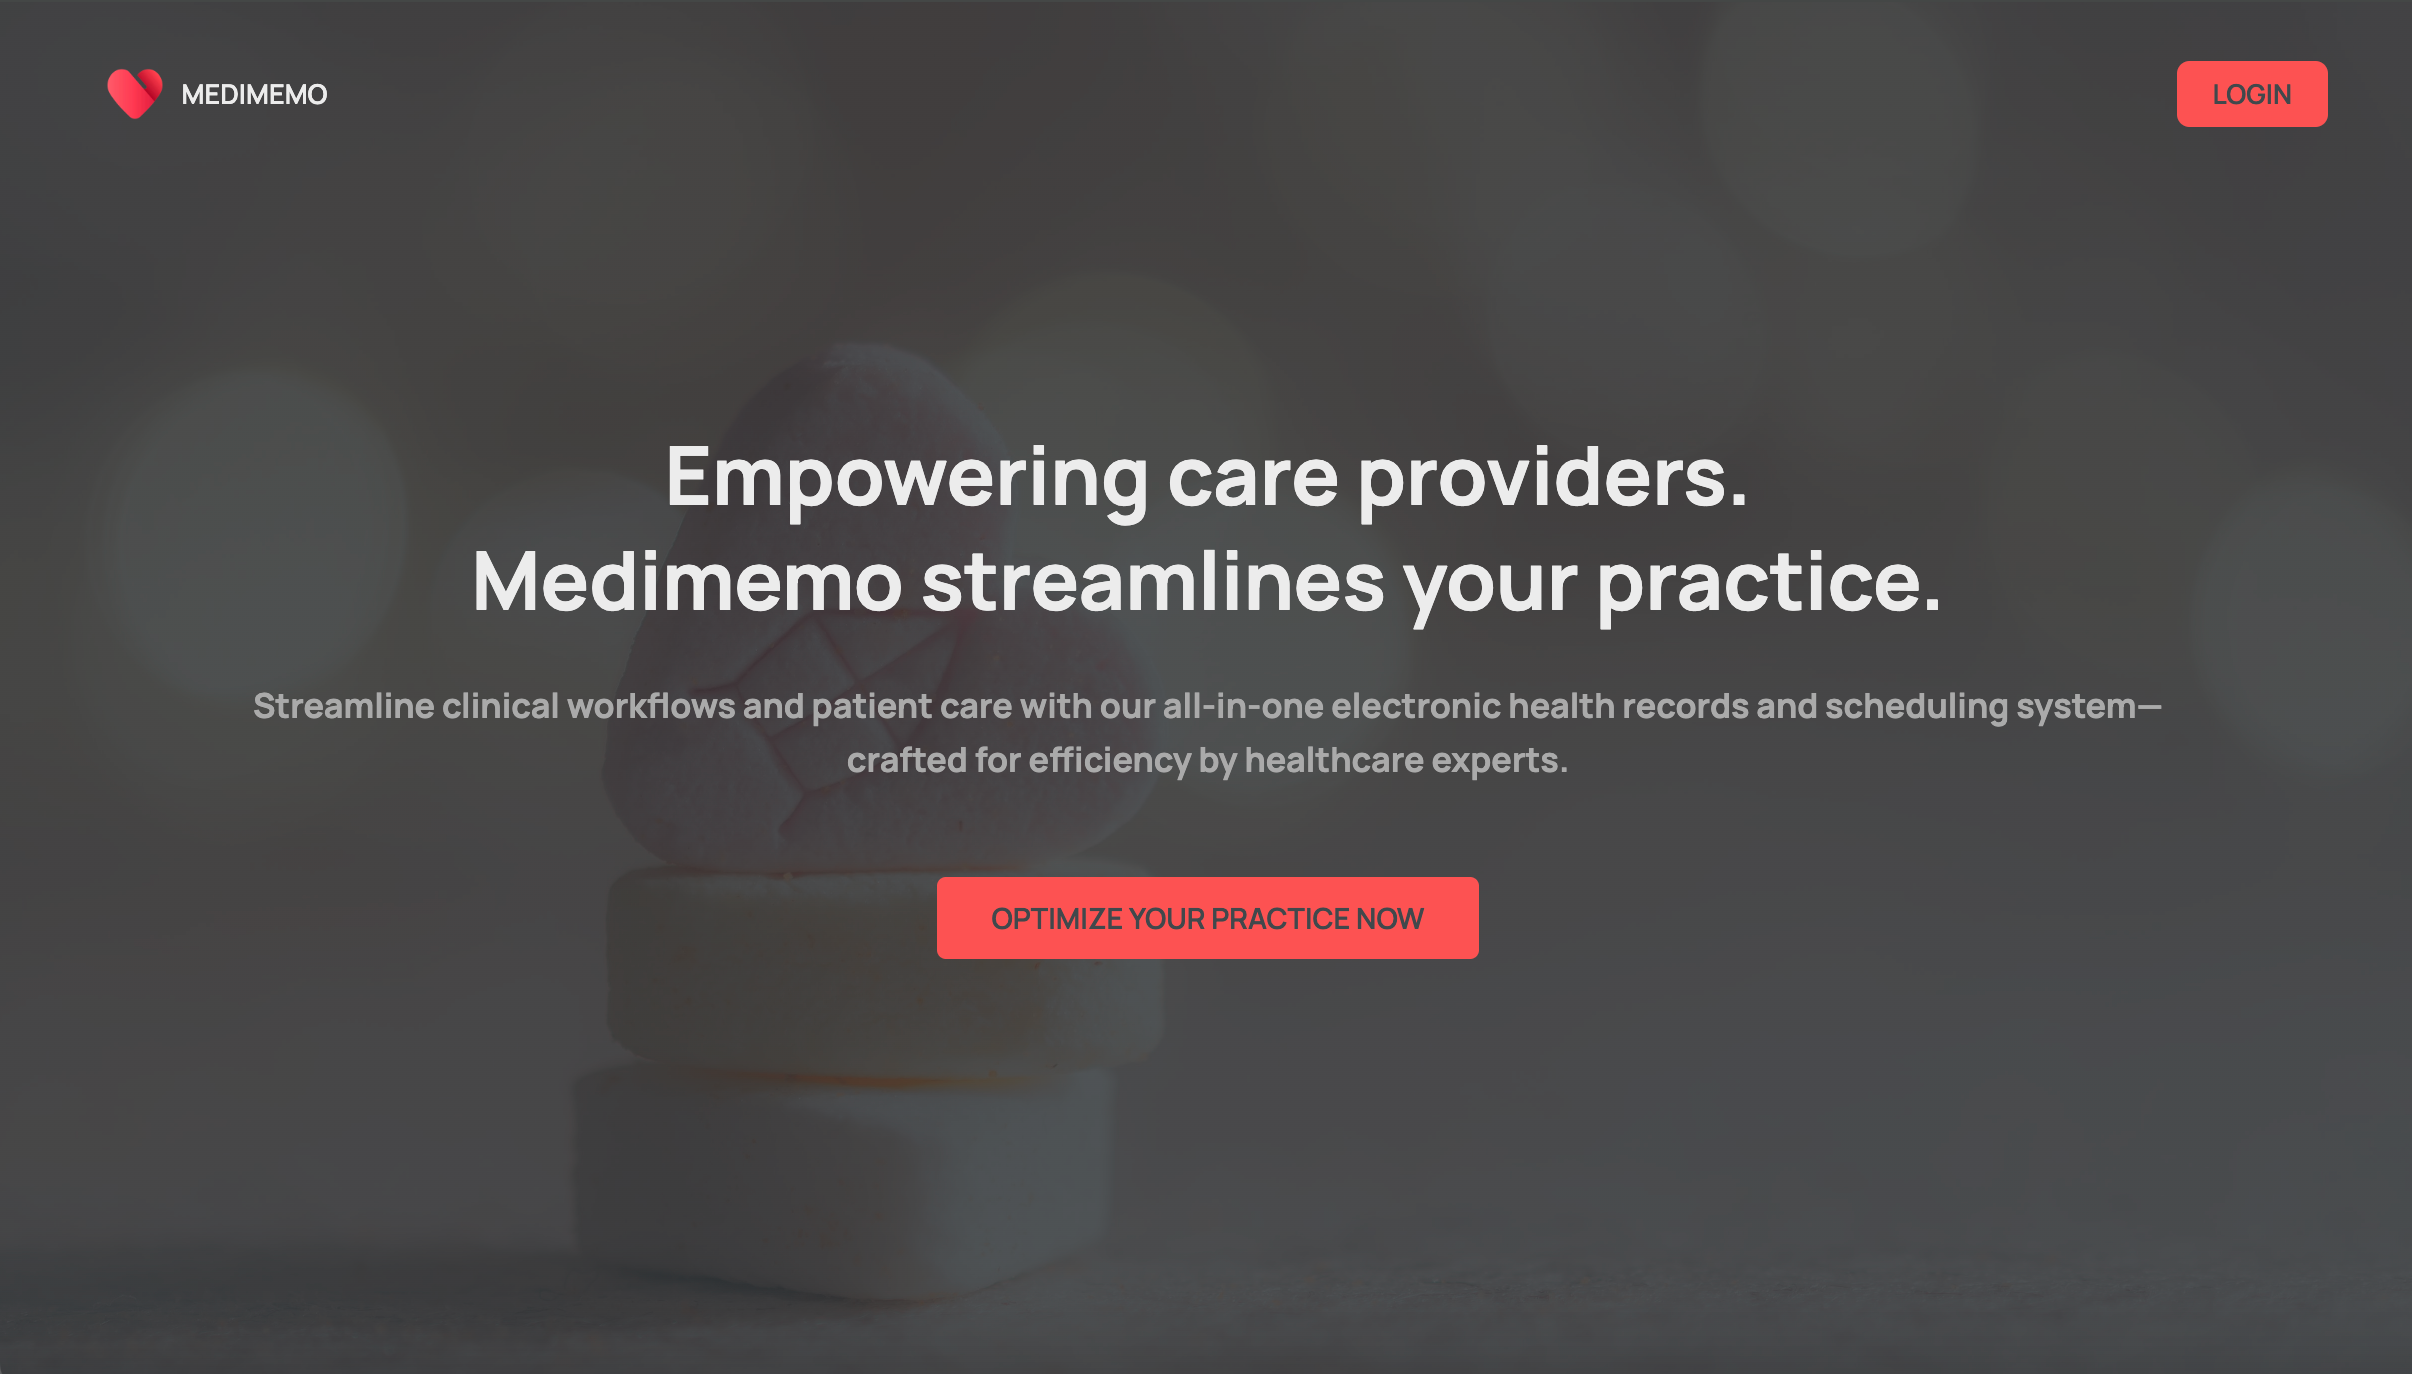 MEDIMEMO
LOGIN
Empowering care providers.
Medimemo streamlines your practice.
Streamline clinical workflows and patient care with our all-in-one electronic health records and scheduling system—
crafted for efficiency by healthcare experts.
OPTIMIZE YOUR PRACTICE NOW